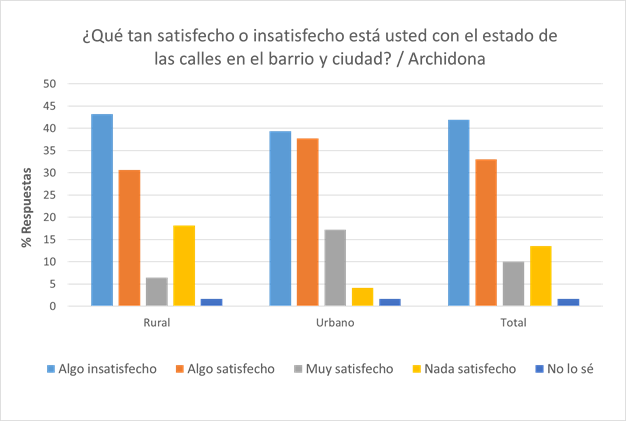 ¿Qué tan satisfecho o insatisfecho está usted con el estado de
las calles en el barrio y ciudad? / Archidona
% Respuestas
50
45
40
35
30
25
20
15
10
5
0
Rural Urbano Total
Algo insatisfecho Algo satisfecho Muy satisfecho Nada satisfecho No lo sé